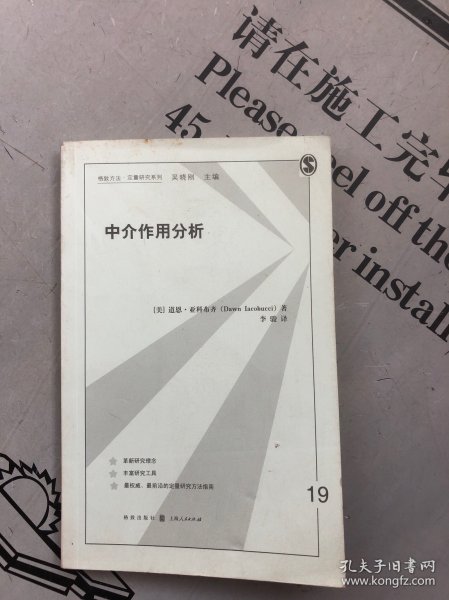 请在施工完毕
Please
el off the
45
er install
格致方法·定量研究系列 吴晓刚 主编
中介作用分析
[美] 道恩·亚科布齐 (Dawn Iacobucci) 著
李骏 译
革新研究理念
丰富研究工具
最权威、最前沿的定量研究方法指南
19
格致出版社 上海人民出版社
孔夫子旧书网
www.kongfz.com